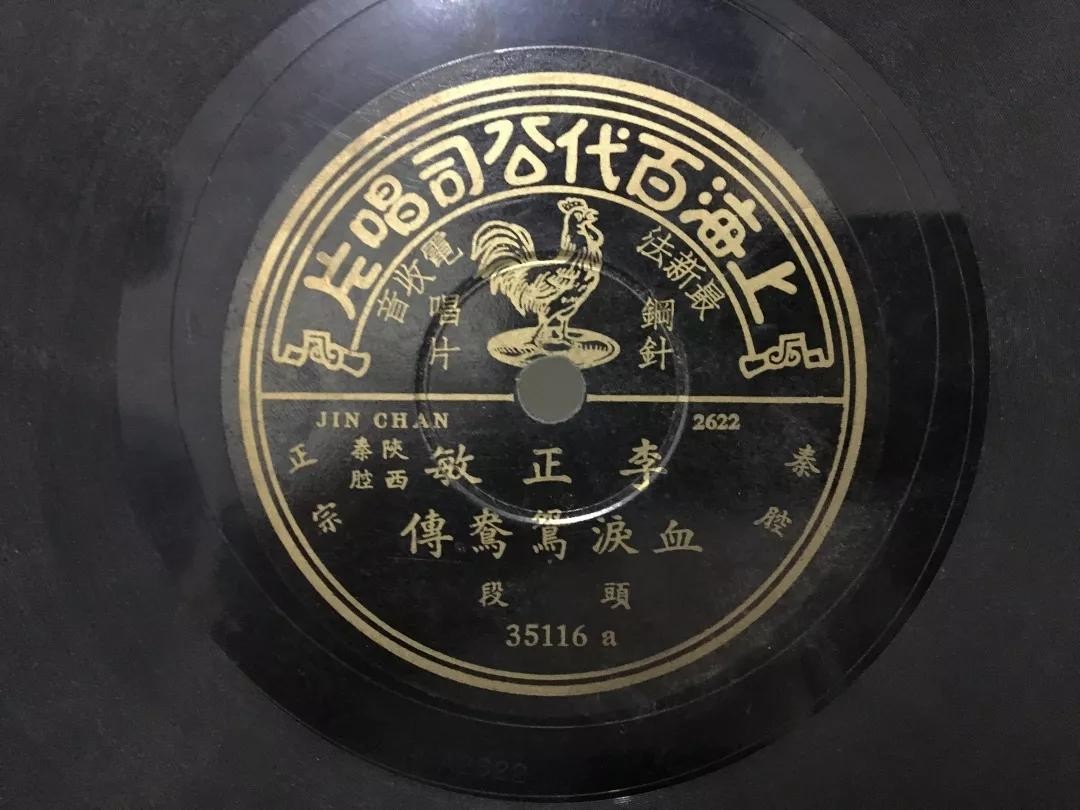 上海百代公司唱片
最新法電收音
鋼針唱片
JIN CHAN 2622
秦腔 正宗
李正敏 陝西秦腔
血淚鴛鴦傳
頭段
35116 a
2622